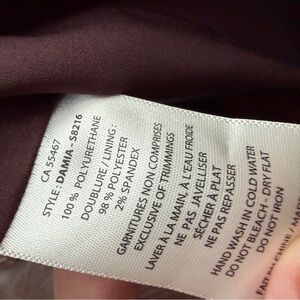 CA 55467
STYLE: DAMIA - S8216
100 % POLYURETHANE
DOUBLURE / LINING:
98 % POLYESTER
2% SPANDEX
GARNITURES NON COMPRISES
EXCLUSIVE OF TRIMMINGS
LAVER À LA MAIN, À L'EAU FROIDE
NE PAS JAVELLISER
SÉCHER À PLAT
NE PAS REPASSER
HAND WASH IN COLD WATER
DO NOT BLEACH - DRY FLAT
DO NOT IRON